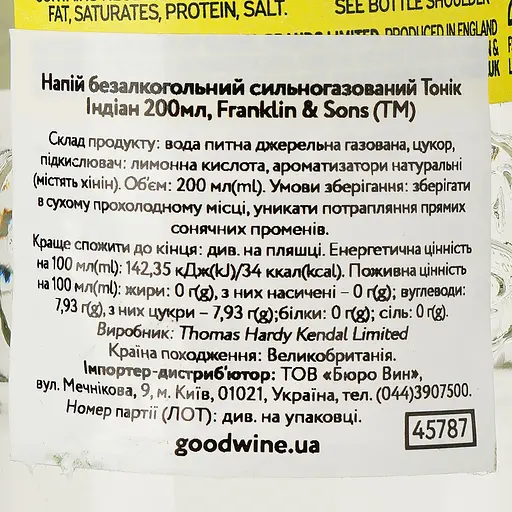 FAT, SATURATES, PROTEIN, SALT.
SEE BOTTLE SHOULDER
LIMITED, PRODUCED IN ENGLAND
Напій безалкогольний сильногазований Тонік
Індіан 200мл, Franklin & Sons (TM)
Склад продукту: вода питна джерельна газована, цукор,
підкислювач: лимонна кислота, ароматизатори натуральні
(містять хінін). Об'єм: 200 мл(ml). Умови зберігання: зберігати
в сухому прохолодному місці, уникати потрапляння прямих
сонячних променів.
Краще спожити до кінця: див. на пляшці. Енергетична цінність
на 100 мл(ml): 142,35 кДж(kJ)/34 ккал(kcal). Поживна цінність
на 100 мл(ml): жири: 0 г(g), з них насичені – 0 г(g); вуглеводи:
7,93 г(g), з них цукри – 7,93 г(g);білки: 0 г(g); сіль: 0 г(g).
Виробник: Thomas Hardy Kendal Limited
Країна походження: Великобританія.
Імпортер-дистриб'ютор: ТОВ «Бюро Вин»,
вул. Мечнікова, 9, м. Київ, 01021, Україна, тел. (044)3907500.
Номер партії (ЛОТ): див. на упаковці.
45787
goodwine.ua